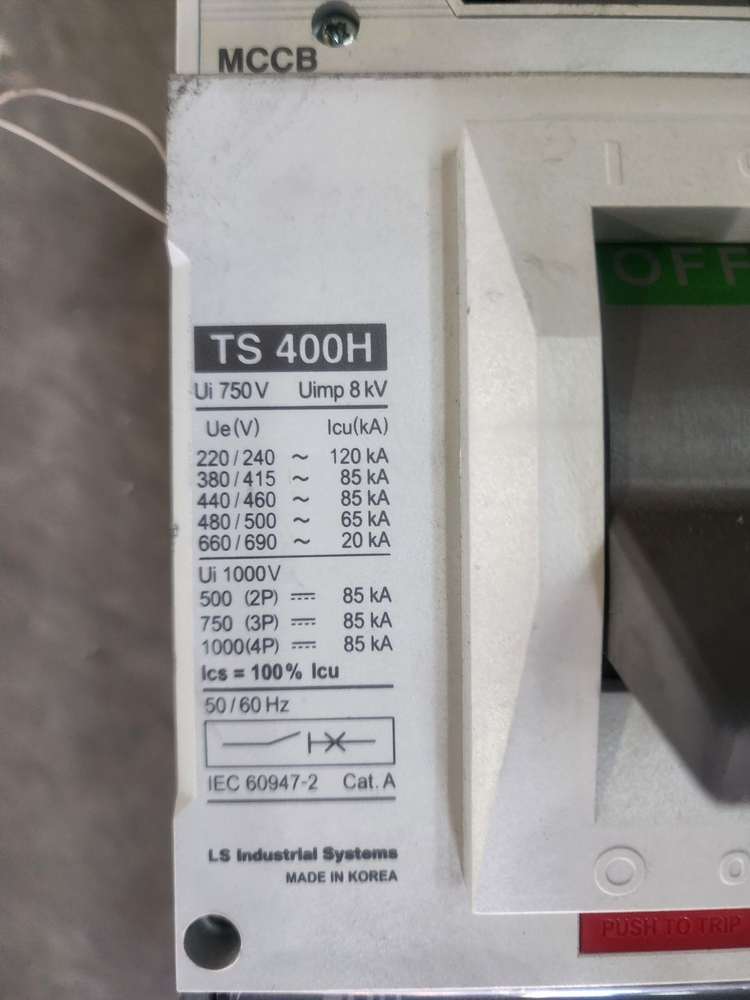 MCCB
OFF
TS 400H
Ui 750V Uimp 8 kV
Ue(V) Icu(kA)
220/240 ~ 120 kA
380/415 ~ 85 kA
440/460 ~ 85 kA
480/500 ~ 65 kA
660/690 ~ 20 kA
Ui 1000V
500 (2P) ⎓ 85 kA
750 (3P) ⎓ 85 kA
1000(4P) ⎓ 85 kA
Ics = 100% Icu
50/60 Hz
IEC 60947-2 Cat. A
LS Industrial Systems
MADE IN KOREA
PUSH TO TRIP